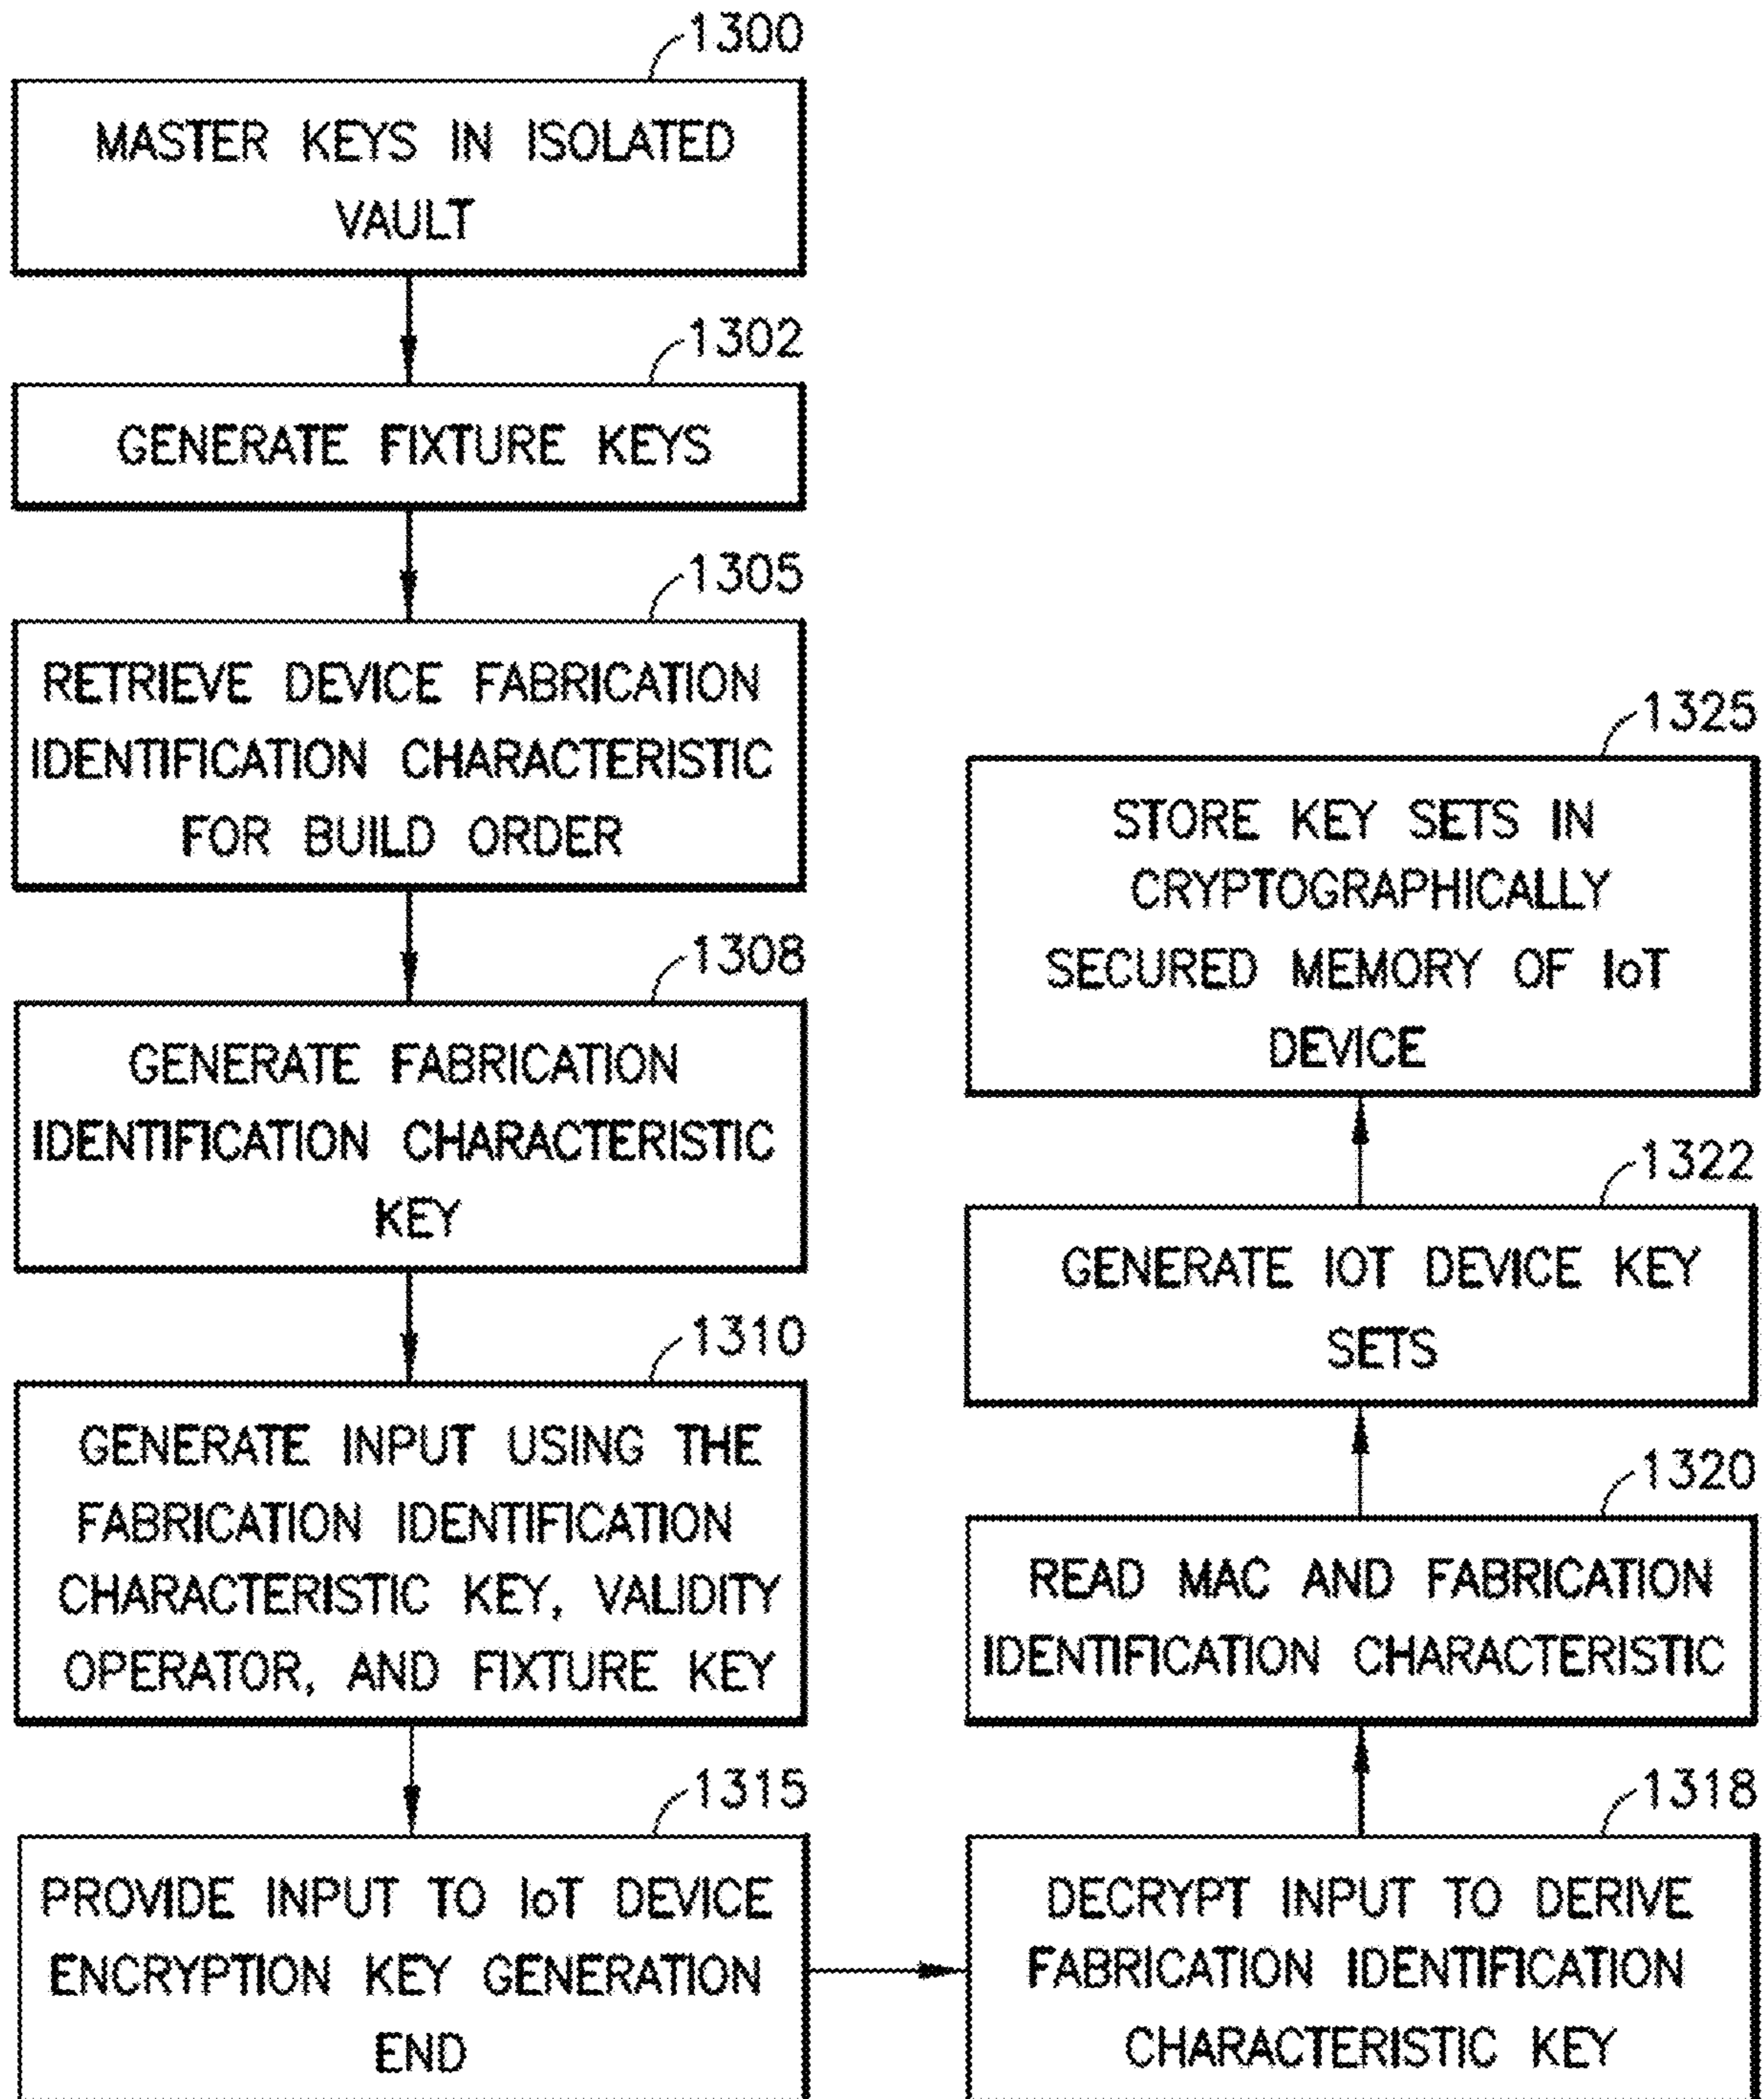 1300
MASTER KEYS IN ISOLATED
VAULT
1302
GENERATE FIXTURE KEYS
1305
RETRIEVE DEVICE FABRICATION
IDENTIFICATION CHARACTERISTIC
FOR BUILD ORDER
1308
GENERATE FABRICATION
IDENTIFICATION CHARACTERISTIC
KEY
1310
GENERATE INPUT USING THE
FABRICATION IDENTIFICATION
CHARACTERISTIC KEY, VALIDITY
OPERATOR, AND FIXTURE KEY
1315
PROVIDE INPUT TO IoT DEVICE
ENCRYPTION KEY GENERATION
END
1318
DECRYPT INPUT TO DERIVE
FABRICATION IDENTIFICATION
CHARACTERISTIC KEY
1320
READ MAC AND FABRICATION
IDENTIFICATION CHARACTERISTIC
1322
GENERATE IOT DEVICE KEY
SETS
1325
STORE KEY SETS IN
CRYPTOGRAPHICALLY
SECURED MEMORY OF IoT
DEVICE